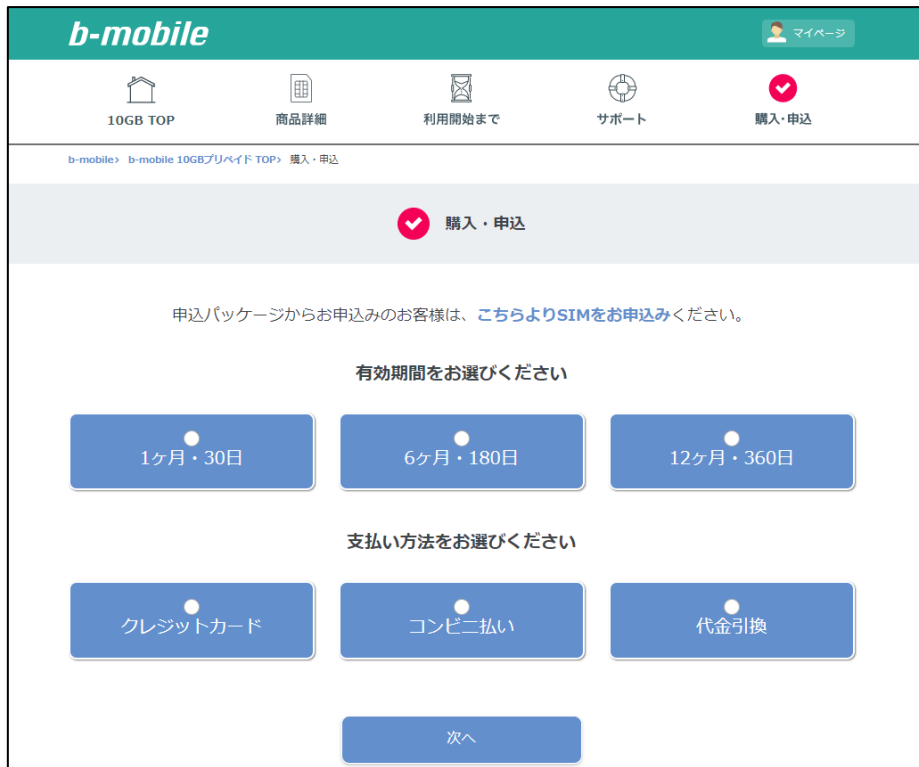 b-mobile
マイページ
10GB TOP
商品詳細
利用開始まで
サポート
購入・申込
b-mobile> b-mobile 10GBプリペイド TOP> 購入・申込
購入・申込
申込パッケージからお申込みのお客様は、こちらよりSIMをお申込みください。
有効期間をお選びください
1ヶ月・30日
6ヶ月・180日
12ヶ月・360日
支払い方法をお選びください
クレジットカード
コンビニ払い
代金引換
次へ